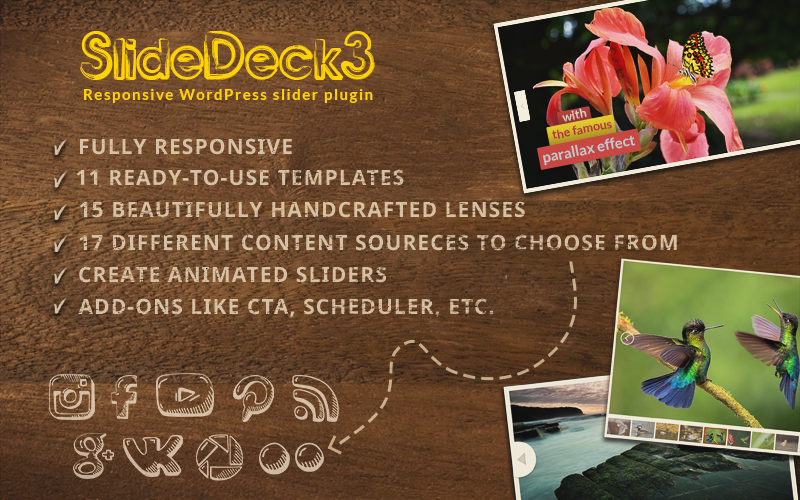 SlideDeck3
Responsive WordPress slider plugin
with
the famous
parallax effect
FULLY RESPONSIVE
11 READY-TO-USE TEMPLATES
15 BEAUTIFULLY HANDCRAFTED LENSES
17 DIFFERENT CONTENT SOURECES TO CHOOSE FROM
CREATE ANIMATED SLIDERS
ADD-ONS LIKE CTA, SCHEDULER, ETC.